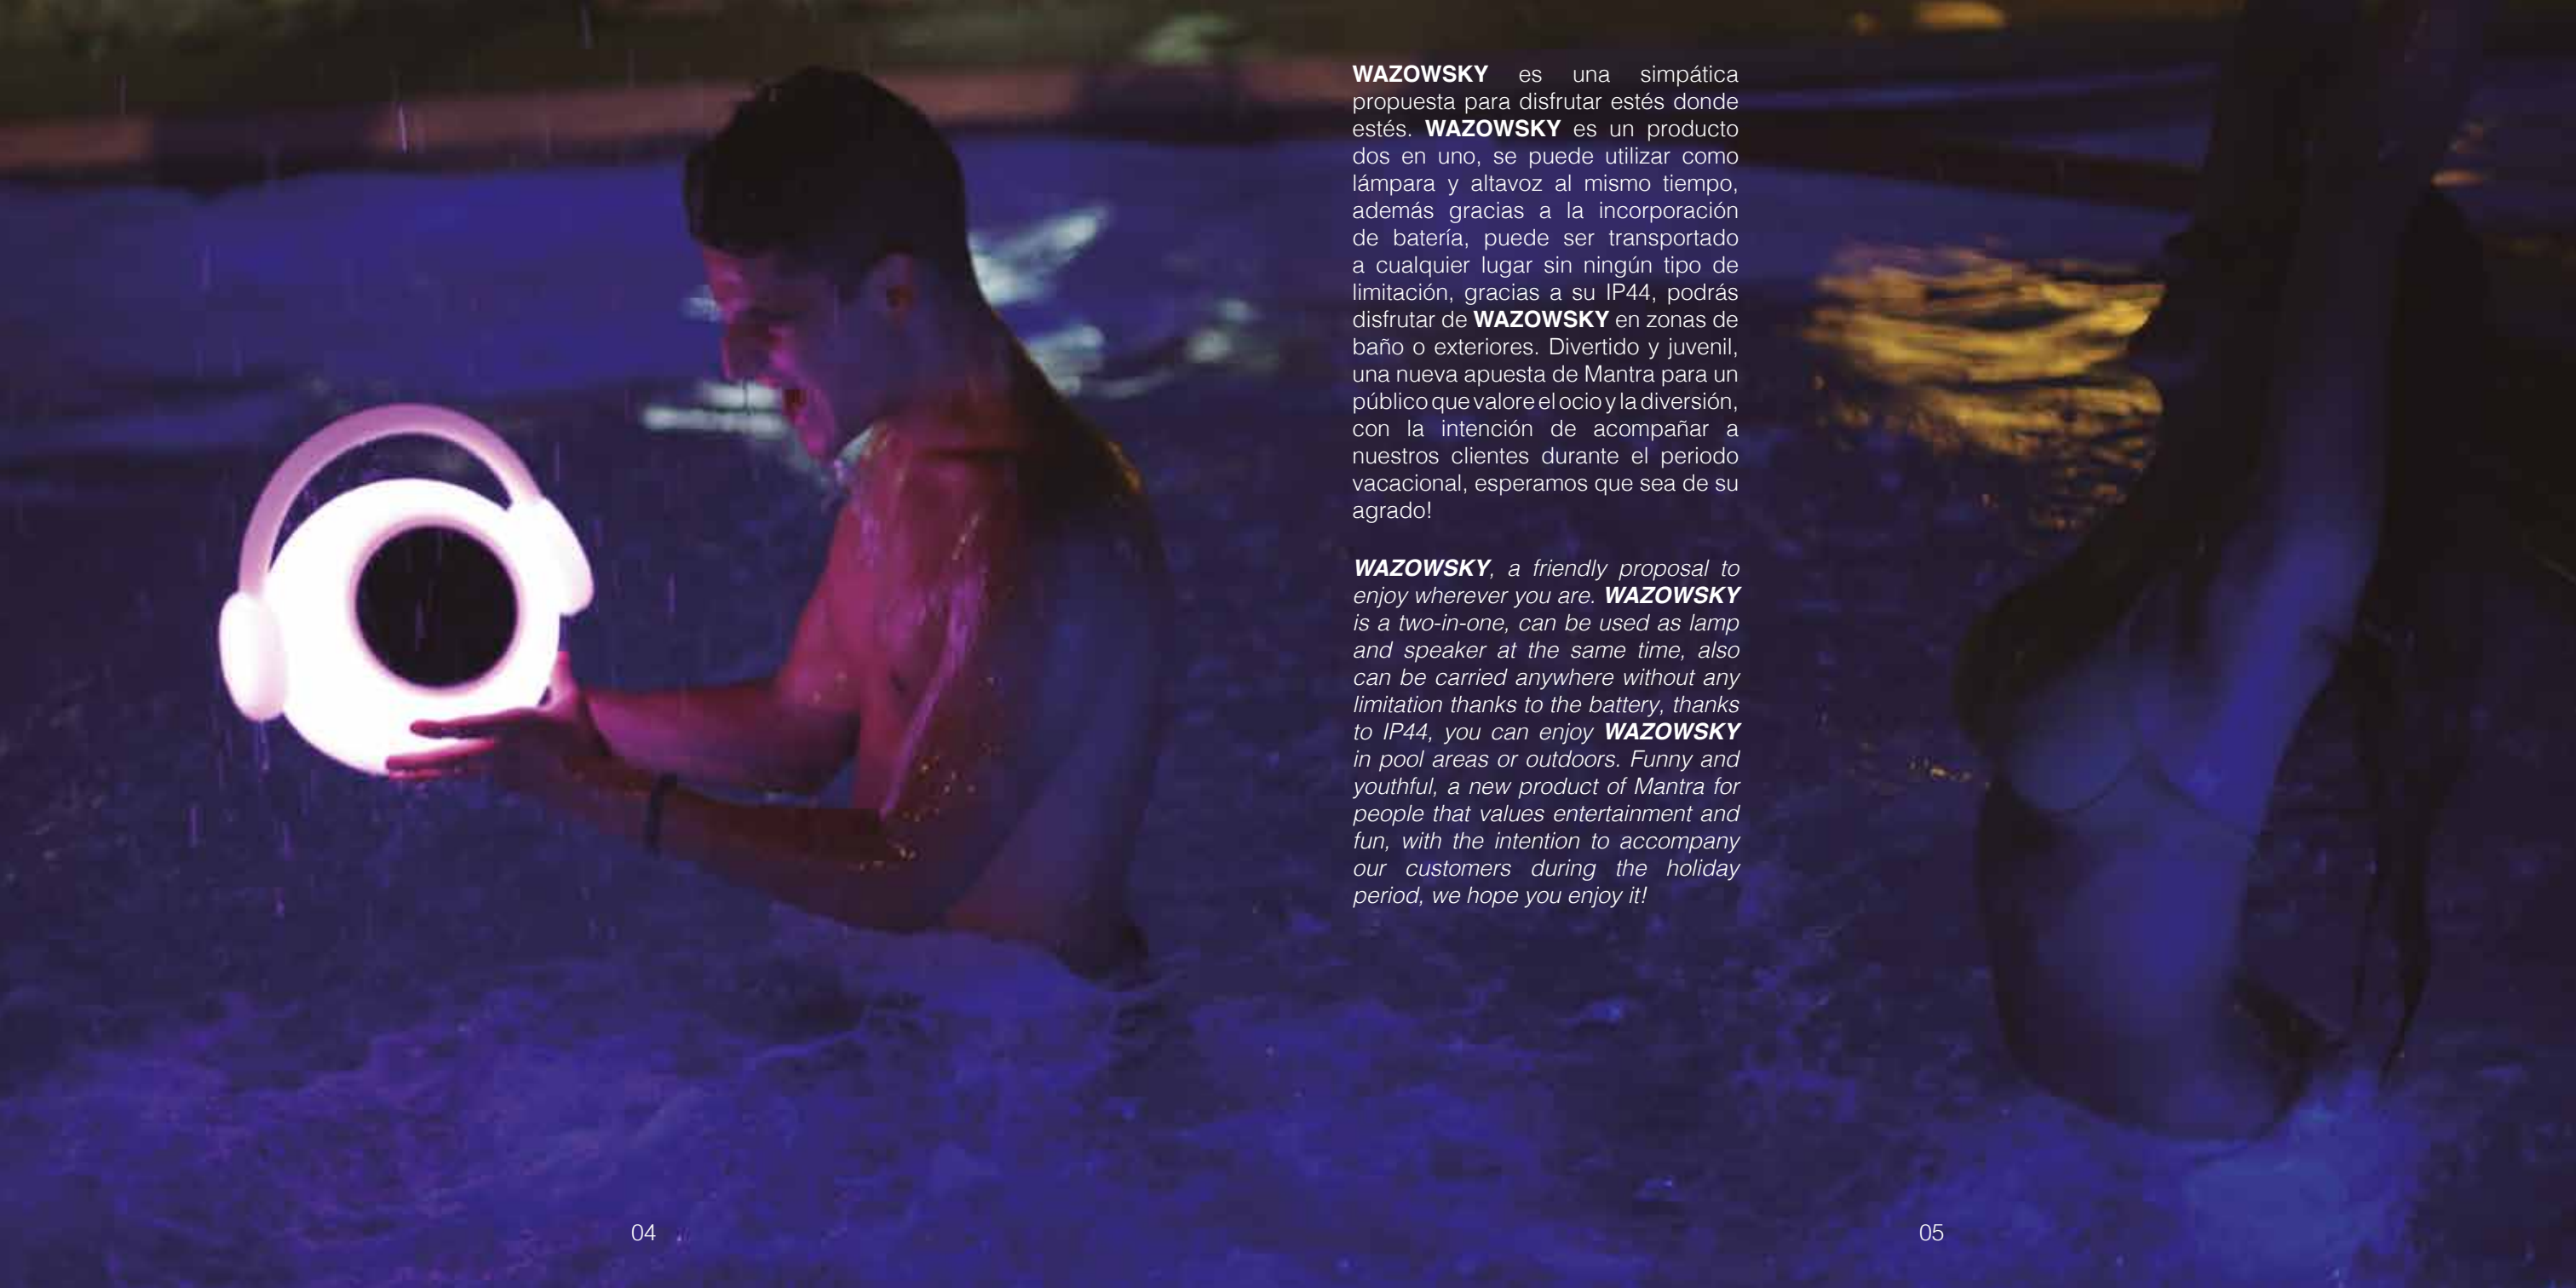 WAZOWSKY es una simpática
propuesta para disfrutar estés donde
estés. WAZOWSKY es un producto
dos en uno, se puede utilizar como
lámpara y altavoz al mismo tiempo,
además gracias a la incorporación
de batería, puede ser transportado
a cualquier lugar sin ningún tipo de
limitación, gracias a su IP44, podrás
disfrutar de WAZOWSKY en zonas de
baño o exteriores. Divertido y juvenil,
una nueva apuesta de Mantra para un
público que valore el ocio y la diversión,
con la intención de acompañar a
nuestros clientes durante el periodo
vacacional, esperamos que sea de su
agrado!
WAZOWSKY, a friendly proposal to
enjoy wherever you are. WAZOWSKY
is a two-in-one, can be used as lamp
and speaker at the same time, also
can be carried anywhere without any
limitation thanks to the battery, thanks
to IP44, you can enjoy WAZOWSKY
in pool areas or outdoors. Funny and
youthful, a new product of Mantra for
people that values entertainment and
fun, with the intention to accompany
our customers during the holiday
period, we hope you enjoy it!
04
05